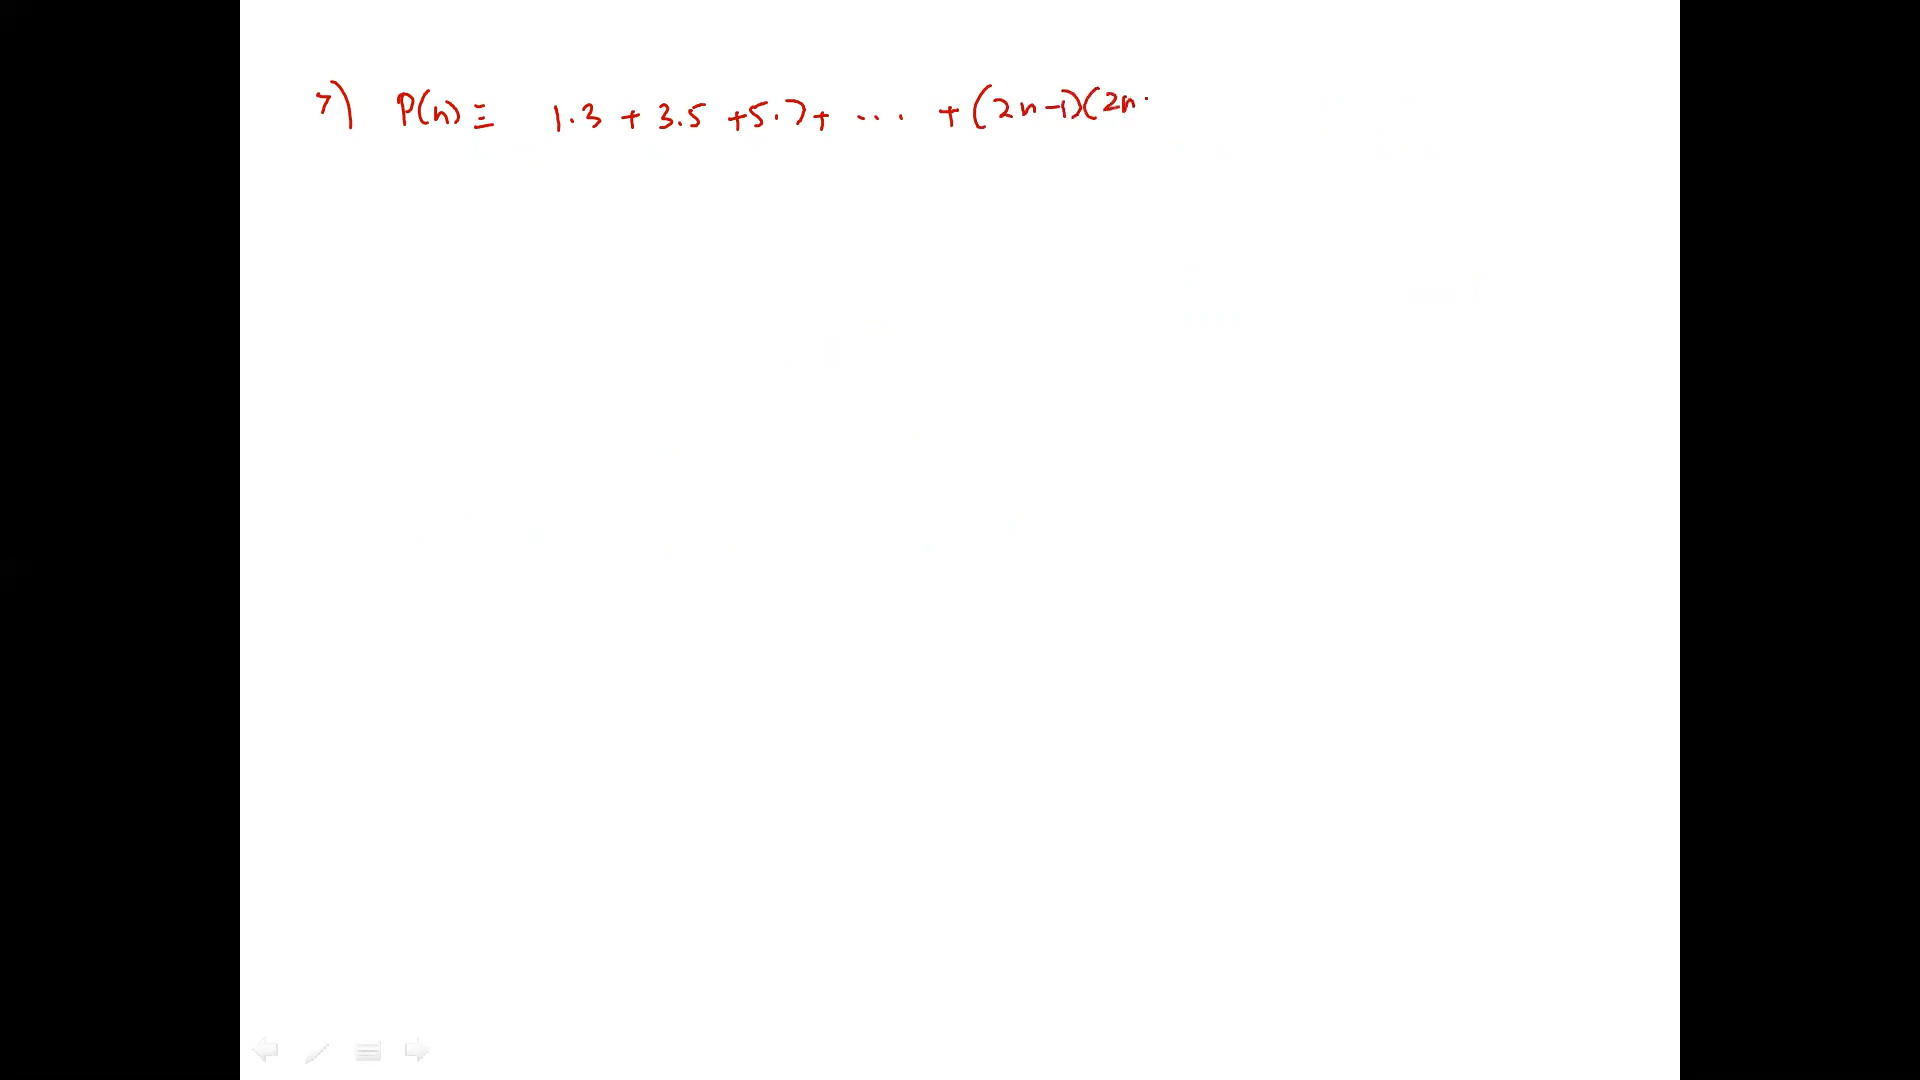 7) P(n) ≡ 1.3 + 3.5 + 5.7 + ... + (2n-1)(2n